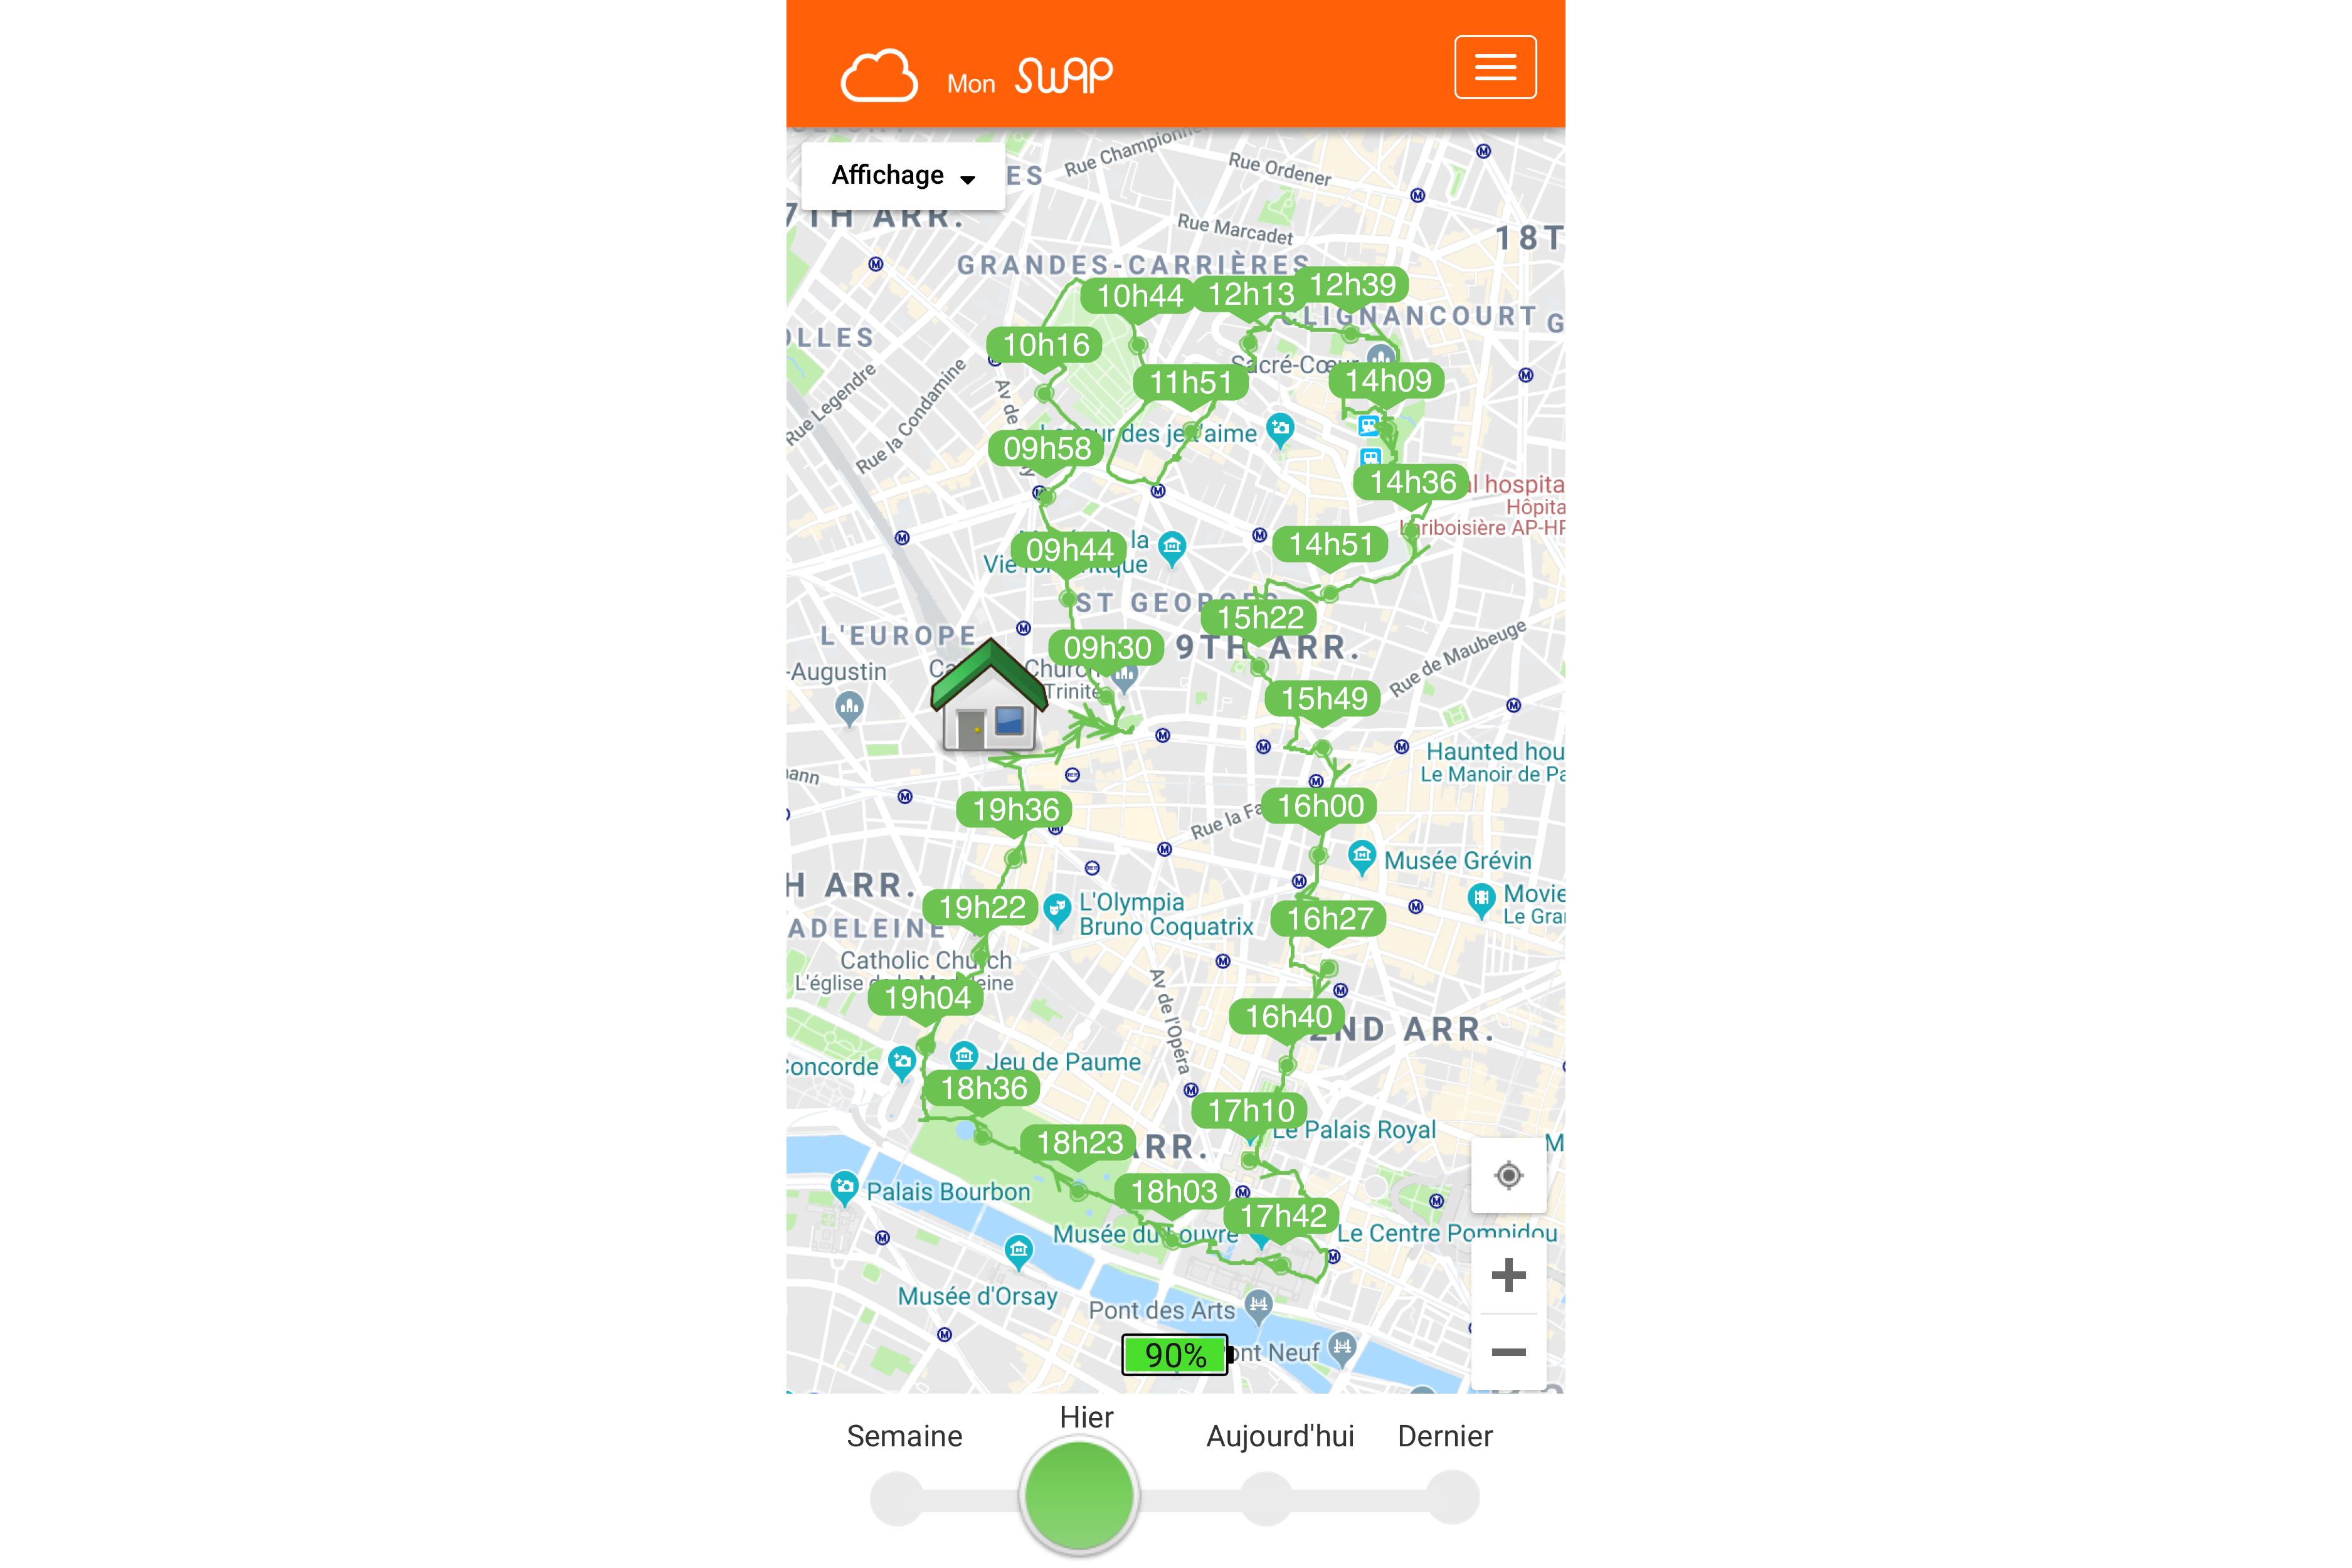 Mon swap
Affichage
ES
Rue Championne
Rue Ordener
7TH ARR.
Rue Marcadet
18T
GRANDES-CARRIÈRES
10h44
12h13
12h39
CLIGNANCOURT
G
OLLES
10h16
Sacré-Cœur
14h09
11h51
Rue Legendre
Rue la Condamine
Av de
des je t'aime
09h58
14h36
al hospita
Hôpita
Lariboisière AP-HP
09h44
la
Vie romantique
14h51
ST GEORGES
15h22
L'EUROPE
09h30
9TH ARR.
Rue de Maubeuge
-Augustin
Church
Trinité
15h49
Haunted hou
Le Manoir de Pa
mann
19h36
16h00
Rue la Fa
Musée Grévin
H ARR.
19h22
L'Olympia
Bruno Coquatrix
16h27
Movie
Le Gran
ADELEINE
Catholic Church
L'église de la Madeleine
19h04
Av de l'Opéra
16h40
2ND ARR.
Concorde
Jeu de Paume
18h36
17h10
Le Palais Royal
18h23
ARR.
M
Palais Bourbon
18h03
17h42
Musée du Louvre
Le Centre Pompidou
Musée d'Orsay
Pont des Arts
90%
ont Neuf
Semaine
Hier
Aujourd'hui
Dernier